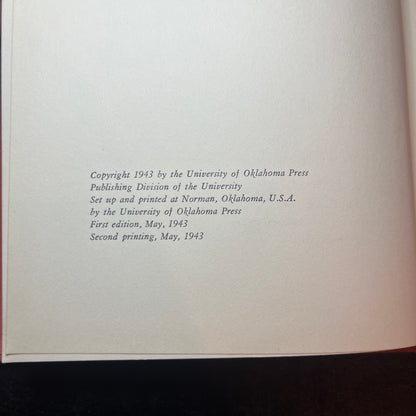 Copyright 1943 by the University of Oklahoma Press
Publishing Division of the University
Set up and printed at Norman, Oklahoma, U.S.A.
by the University of Oklahoma Press
First edition, May, 1943
Second printing, May, 1943